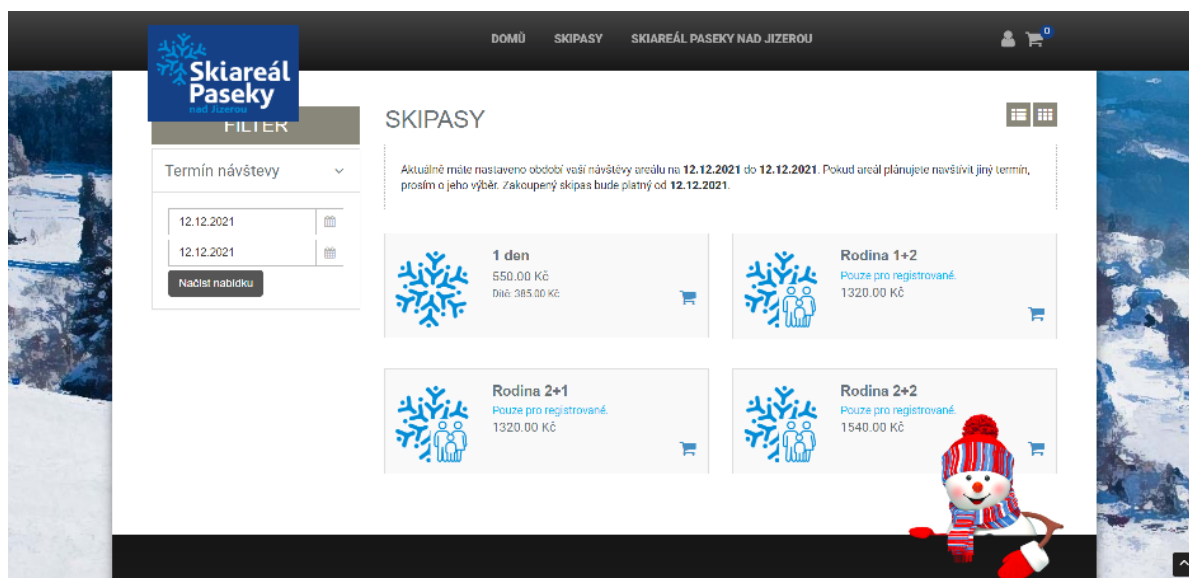 DOMŮ SKIPASY SKIAREÁL PASEKY NAD JIZEROU 0
Skiareál
Paseky
nad Jizerou
FILTER
Termín návštevy
12.12.2021
12.12.2021
Načíst nabídku
SKIPASY
Aktuálně máte nastaveno období vaší návštěvy areálu na 12.12.2021 do 12.12.2021. Pokud areál plánujete navštívit jiný termín,
prosím o jeho výběr. Zakoupený skipas bude platný od 12.12.2021.
1 den
550.00 Kč
Dítě: 385.00 Kč
Rodina 1+2
Pouze pro registrované.
1320.00 Kč
Rodina 2+1
Pouze pro registrované.
1320.00 Kč
Rodina 2+2
Pouze pro registrované.
1540.00 Kč